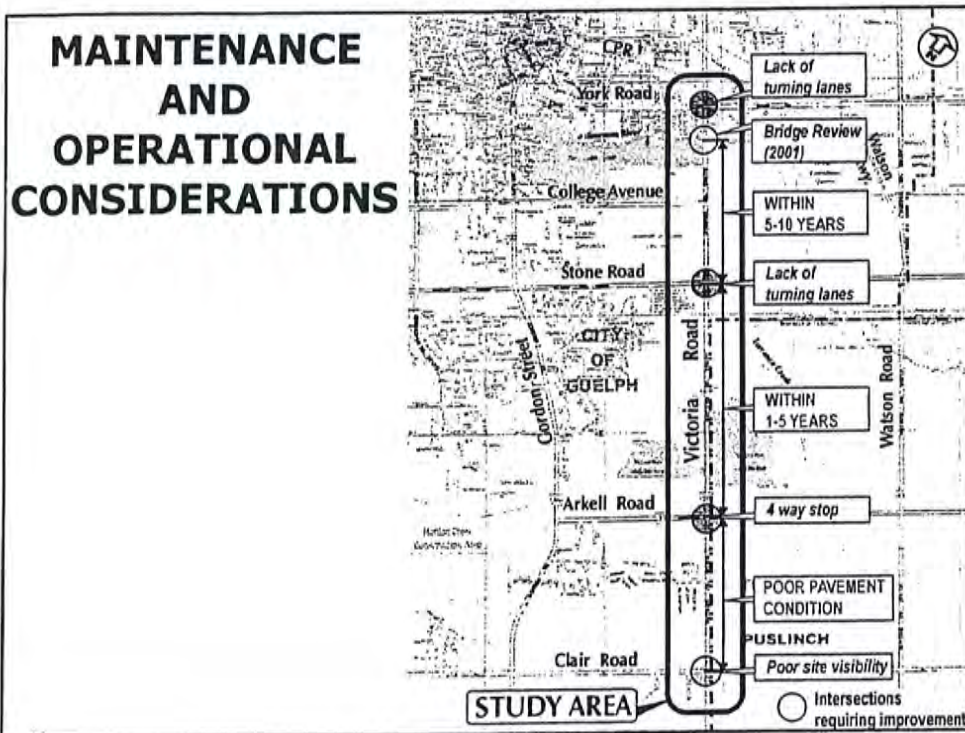 MAINTENANCE
AND
OPERATIONAL
CONSIDERATIONS
CPR
York Road
Lack of
turning lanes
Bridge Review
(2001)
Watson
College Avenue
WITHIN
5-10 YEARS
Stone Road
Lack of
turning lanes
CITY
OF
GUELPH
Gordon Street
Victoria Road
Watson Road
WITHIN
1-5 YEARS
Arkell Road
4 way stop
POOR PAVEMENT
CONDITION
PUSLINCH
Clair Road
Poor site visibility
STUDY AREA
Intersections
requiring improvement